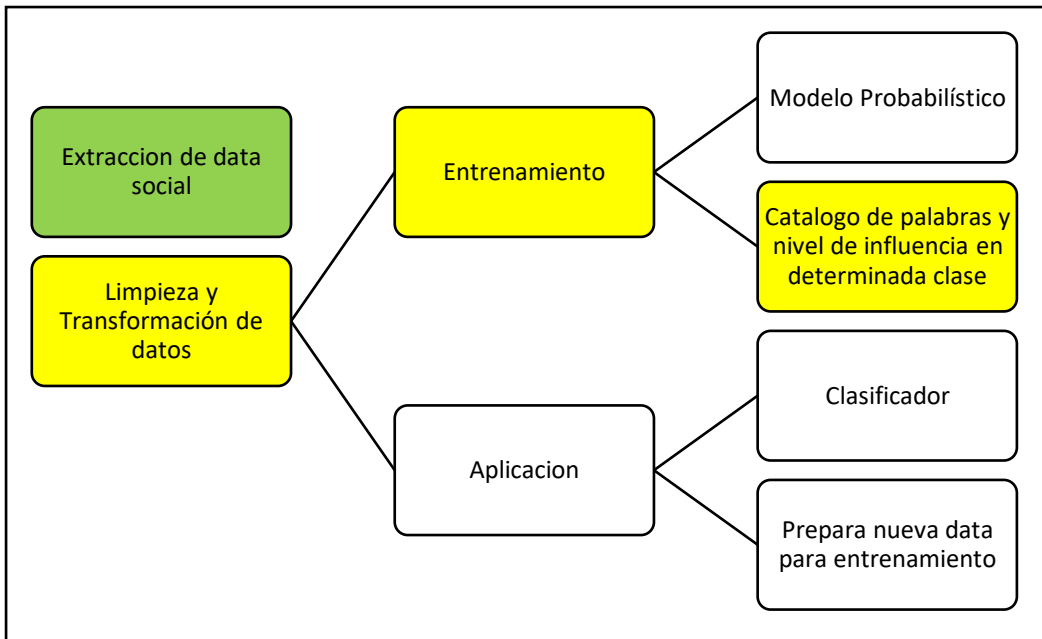 Extraccion de data
social
Limpieza y
Transformación de
datos
Entrenamiento
Aplicacion
Modelo Probabilístico
Catalogo de palabras y
nivel de influencia en
determinada clase
Clasificador
Prepara nueva data
para entrenamiento